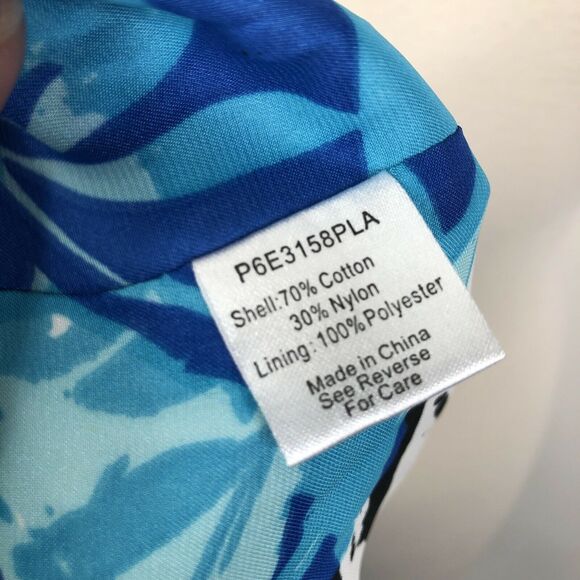 P6E3158PLA
Shell:70% Cotton
30% Nylon
Lining:100% Polyester
Made in China
See Reverse
For Care